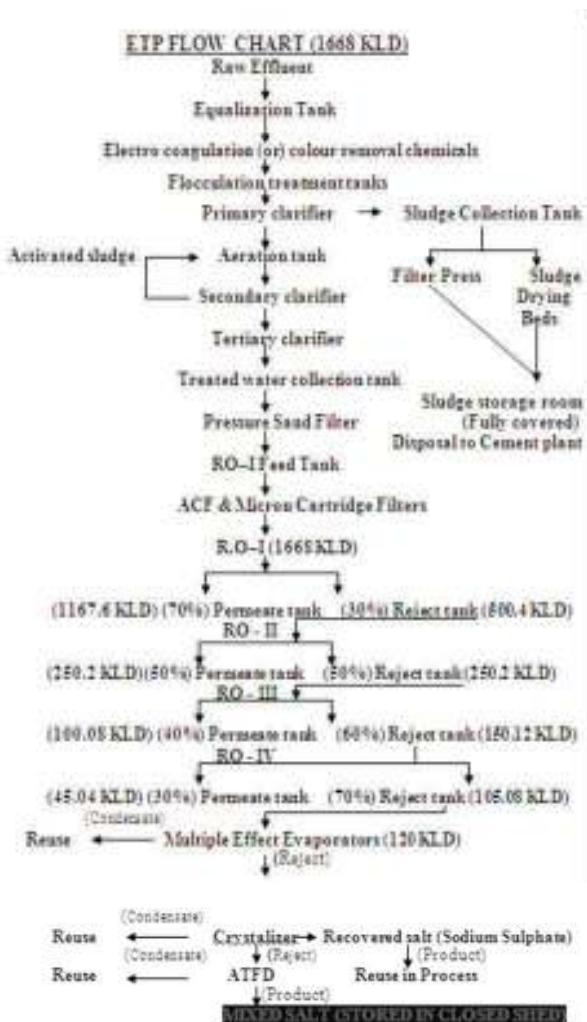 ETP FLOW CHART (1668 KLD)
Raw Effluent
Equalization Tank
Electro coagulation (or) colour removal chemicals
Flocculation treatment tanks
Primary clarifier Sludge Collection Tank
Activated sludge Aeration tank Filter Press Sludge
Drying
Beds
Secondary clarifier
Tertiary clarifier
Treated water collection tank
Sludge storage room
(Fully covered)
Disposal to Cement plant
Pressure Sand Filter
RO-I Feed Tank
ACF & Micron Cartridge Filters
R.O-I (1668 KLD)
(1167.6 KLD) (70%) Permeate tank (30%) Reject tank (500.4)
RO - II
(250.2 KLD)(50%) Permeate tank (50%) Reject tank (250.2 KLD)
RO - III
(100.08 KLD) (40%) Permeate tank (60%) Reject tank (150.12 KLD)
RO - IV
(45.04 KLD) (30%) Permeate tank (70%) Reject tank (105.08 KLD)
(Condensate)
Reuse Multiple Effect Evaporators (120 KLD)
(Reject)
(Condensate)
Reuse Crystalizer Recovered salt (Sodium Sulphate)
(Condensate) (Reject) (Product)
Reuse ATFD Reuse in Process
(Product)
MIXED SALT (STORED IN CLOSED SHED)